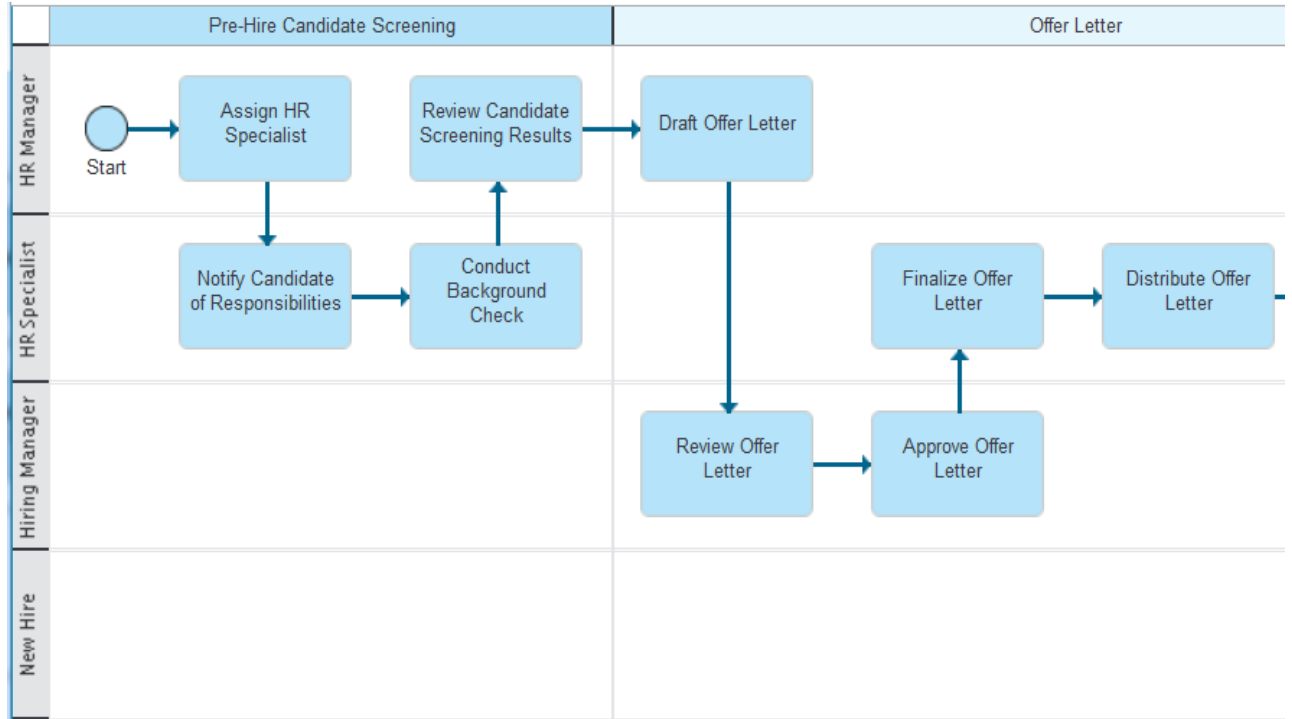 Pre-Hire Candidate Screening
Offer Letter
HR Manager
Start
Assign HR
Specialist
Review Candidate
Screening Results
Draft Offer Letter
HR Specialist
Notify Candidate
of Responsibilities
Conduct
Background
Check
Finalize Offer
Letter
Distribute Offer
Letter
Hiring Manager
Review Offer
Letter
Approve Offer
Letter
New Hire